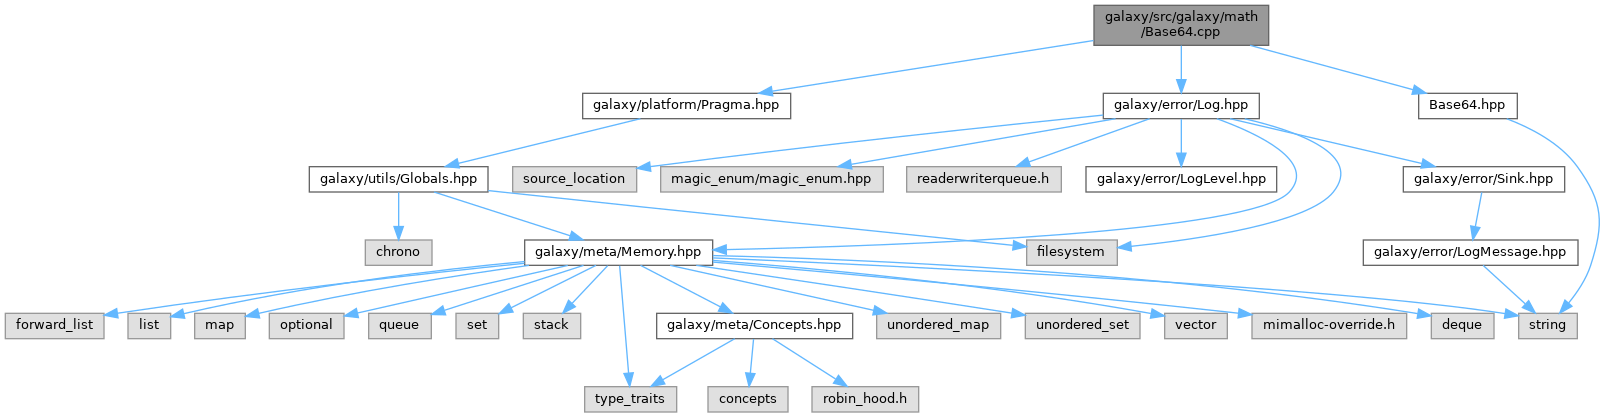 galaxy/src/galaxy/math
/Base64.cpp
galaxy/platform/Pragma.hpp
galaxy/error/Log.hpp
Base64.hpp
galaxy/utils/Globals.hpp
source_location
magic_enum/magic_enum.hpp
readerwriterqueue.h
galaxy/error/LogLevel.hpp
galaxy/error/Sink.hpp
chrono
galaxy/meta/Memory.hpp
filesystem
galaxy/error/LogMessage.hpp
forward_list
list
map
optional
queue
set
stack
galaxy/meta/Concepts.hpp
unordered_map
unordered_set
vector
mimalloc-override.h
deque
string
type_traits
concepts
robin_hood.h